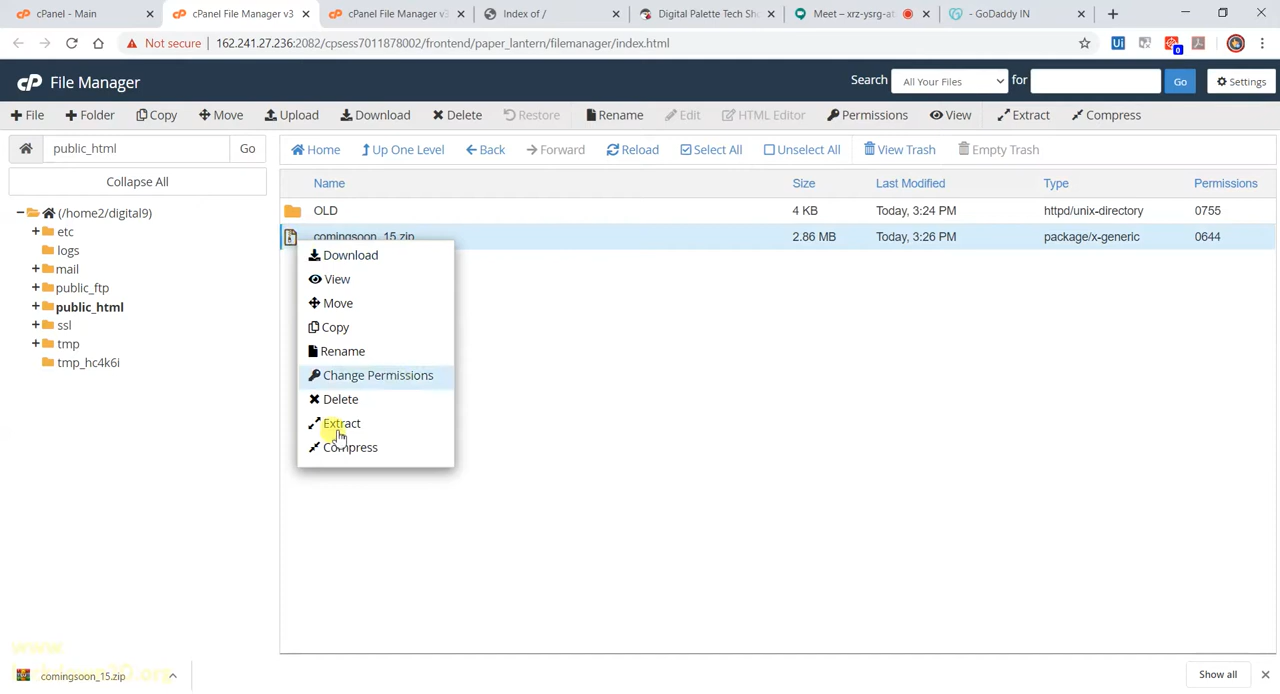 cPanel - Main
cPanel File Manager v3
cPanel File Manager v3
Index of /
Digital Palette Tech Sh
Meet – xrz-ysrg-at
- GoDaddy IN
Not secure
162.241.27.236:2082/cpsess7011878002/frontend/paper_lantern/filemanager/index.html
0
cP File Manager
Search
All Your Files
for
Go
Settings
File
Folder
Copy
Move
Upload
Download
Delete
Restore
Rename
Edit
HTML Editor
Permissions
View
Extract
Compress
public_html
Go
Home
Up One Level
Back
Forward
Reload
Select All
Unselect All
View Trash
Empty Trash
Collapse All
Name
Size
Last Modified
Type
Permissions
(/home2/digital9)
etc
logs
mail
public_ftp
public_html
ssl
tmp
tmp_hc4k6i
OLD
4 KB
Today, 3:24 PM
httpd/unix-directory
0755
comingsoon_15.zip
2.86 MB
Today, 3:26 PM
package/x-generic
0644
Download
View
Move
Copy
Rename
Change Permissions
Delete
Extract
Compress
www.
comingsoon_15.zip
Show all